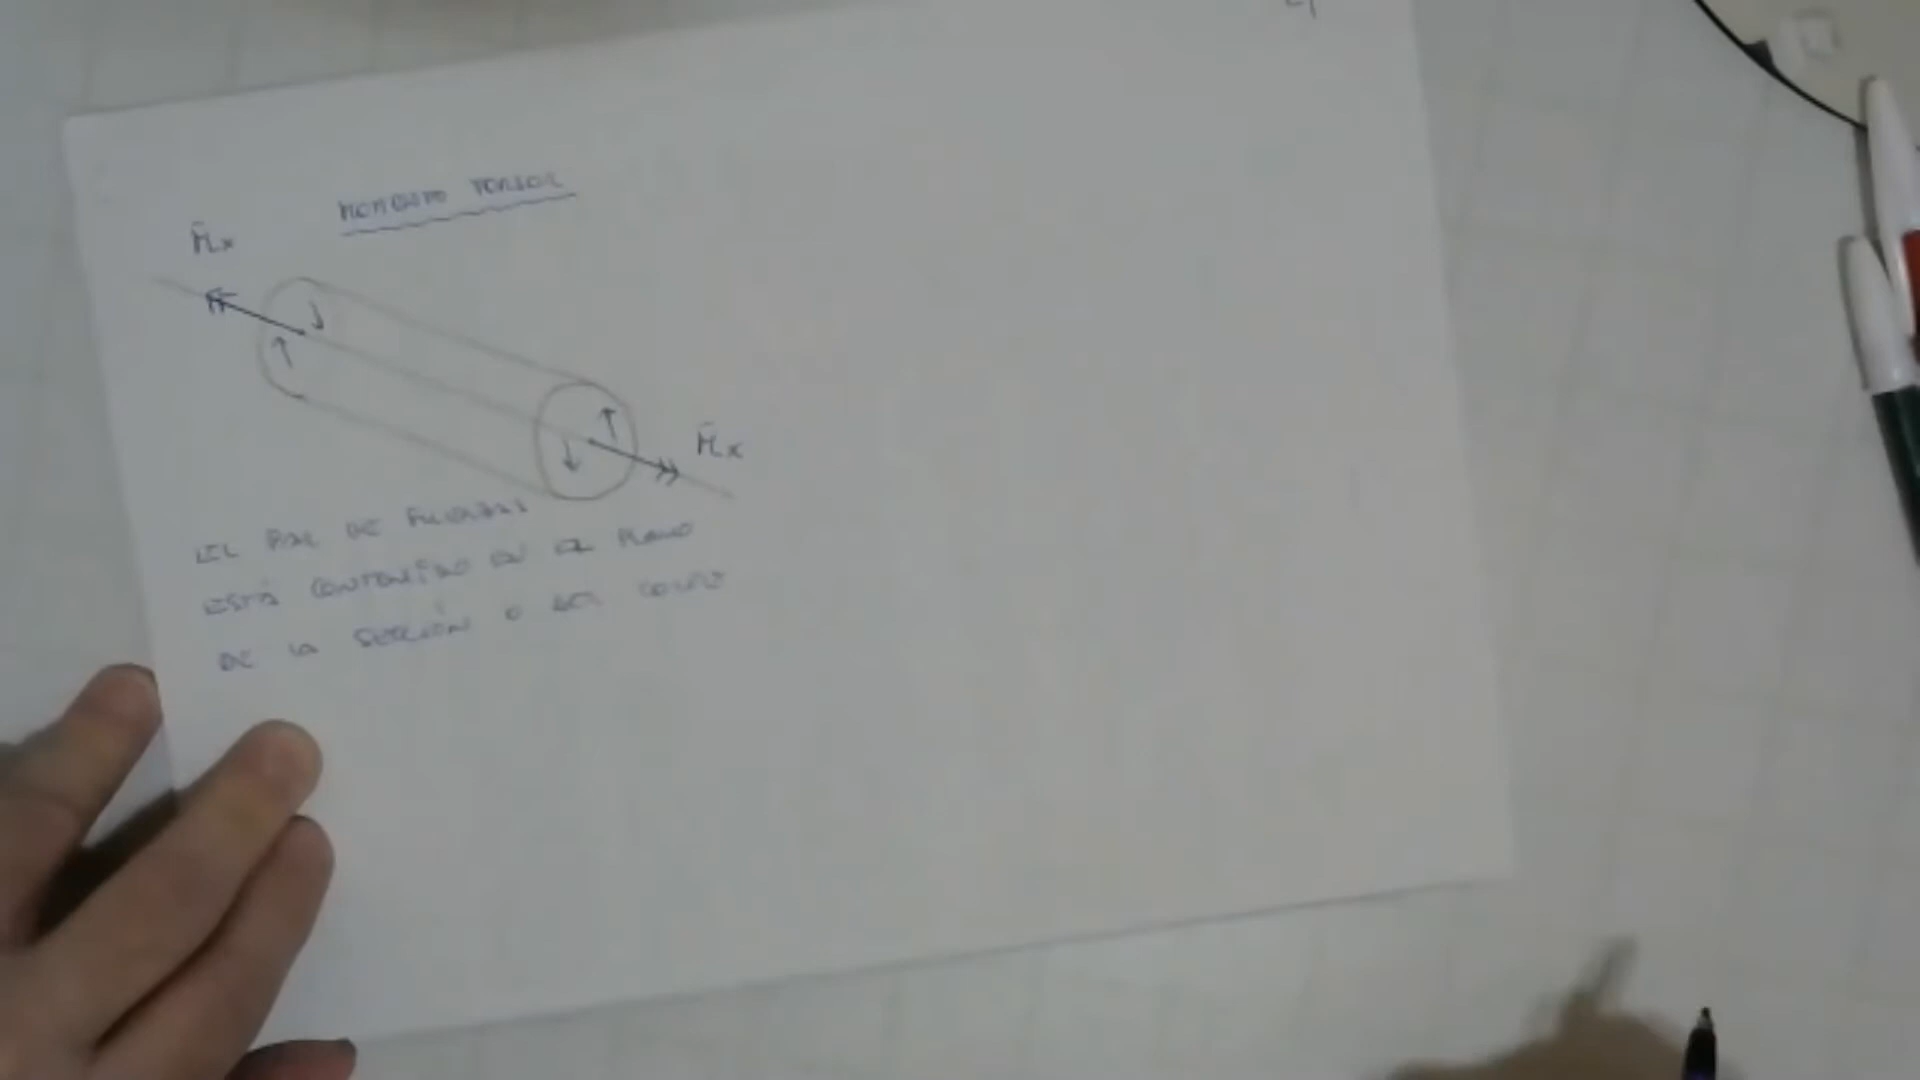 MOMENTO TORSOR
M̄x
M̄x
EL PAR DE FUERZAS
ESTÁ CONTENIDO EN EL PLANO
DE LA SECCIÓN O DEL CORTE